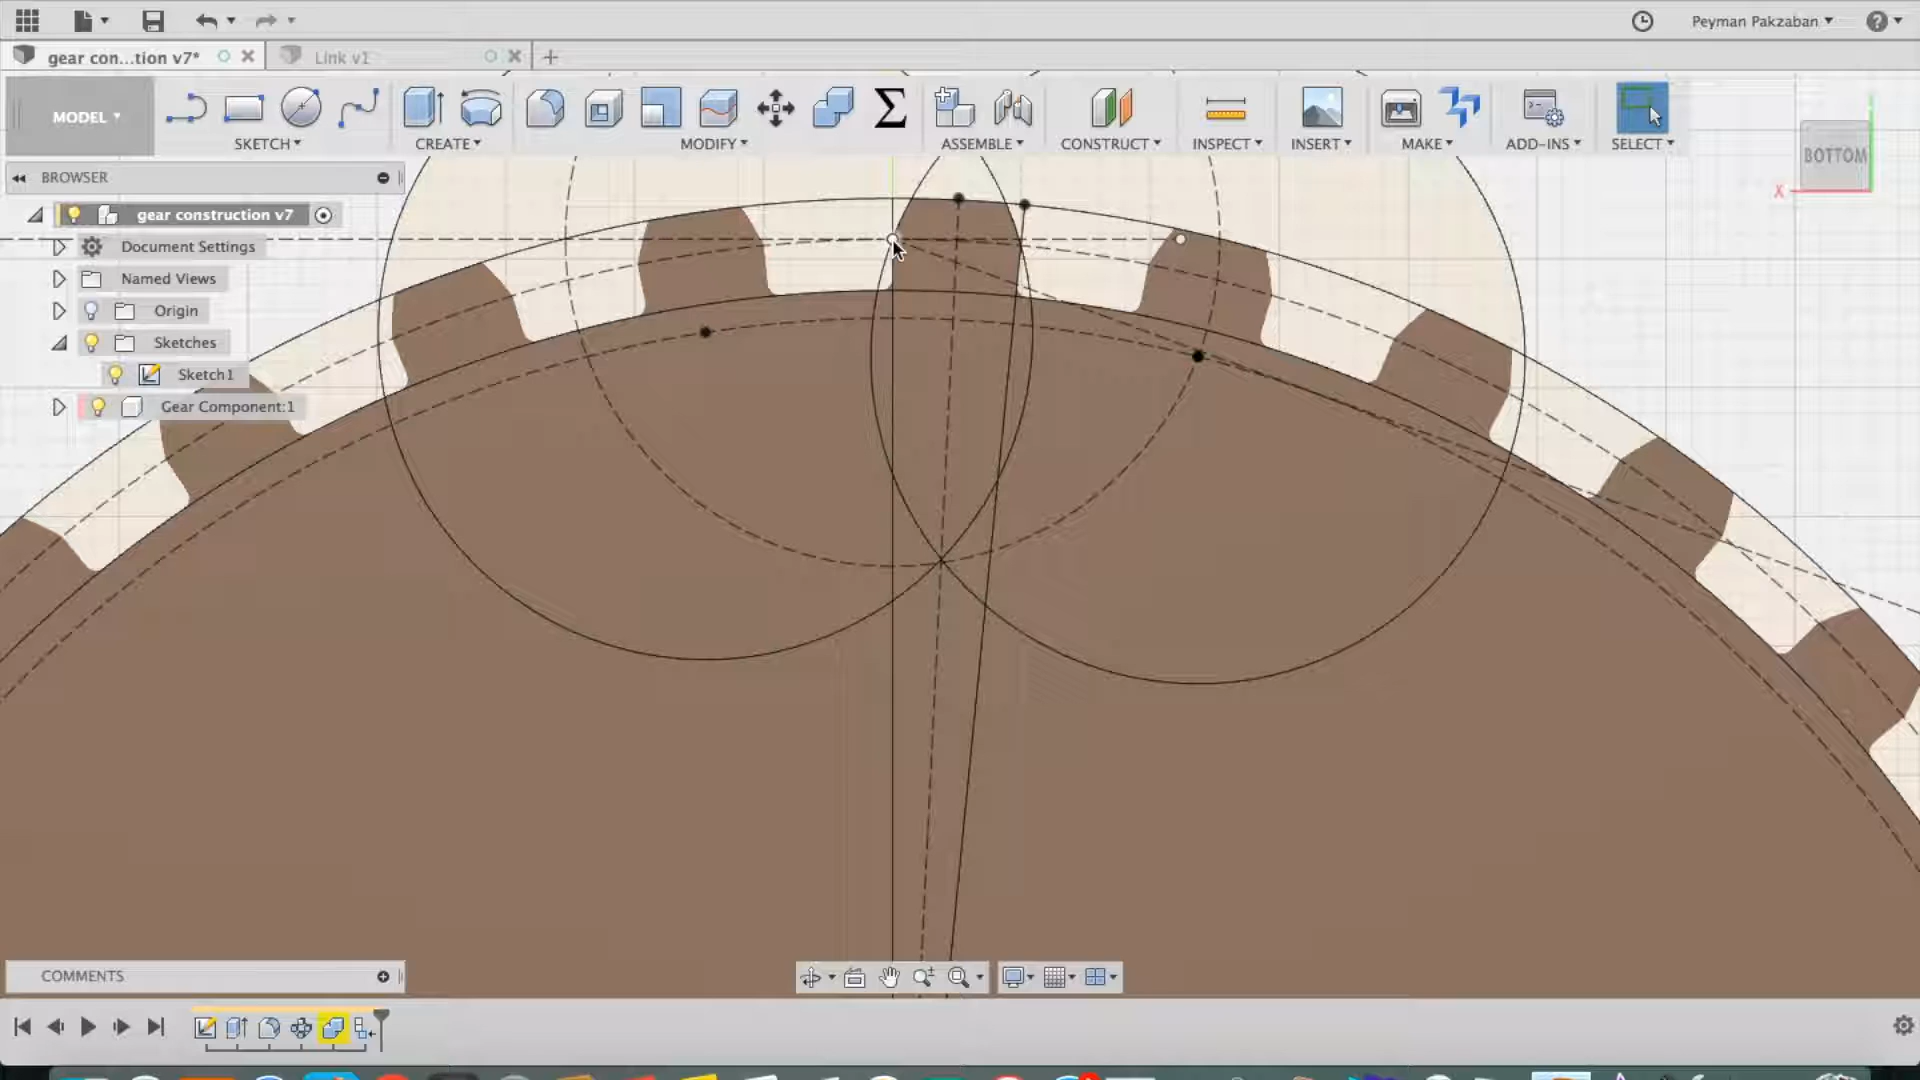 Peyman Pakzaban
gear con...tion v7*
Link v1
MODEL
SKETCH
CREATE
MODIFY
ASSEMBLE
CONSTRUCT
INSPECT
INSERT
MAKE
ADD-INS
SELECT
BOTTOM
X
BROWSER
gear construction v7
Document Settings
Named Views
Origin
Sketches
Sketch1
Gear Component:1
COMMENTS